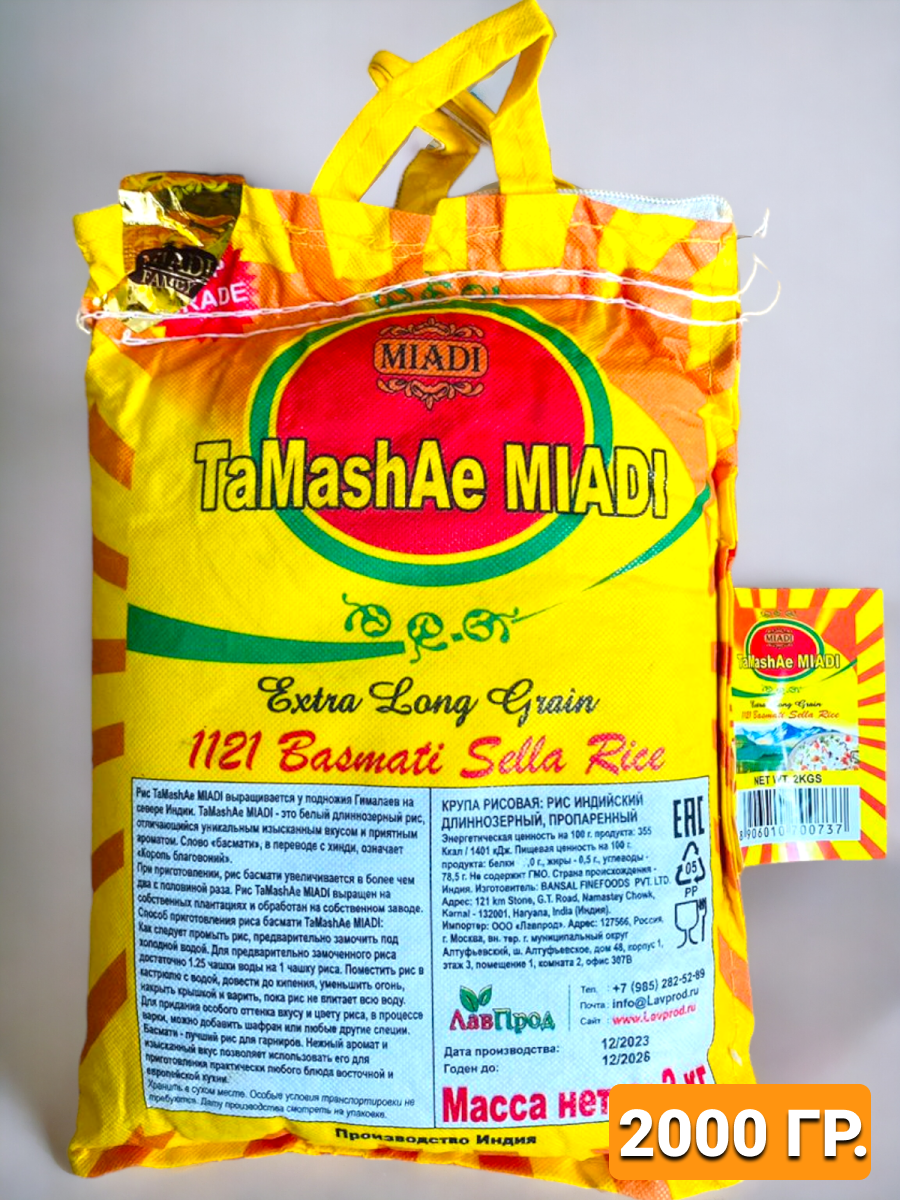 MIADI
FAMILY
MIADI
TaMashAe MIADI
Extra Long Grain
1121 Basmati Sella Rice
Рис TaMashAe MIADI выращивается у подножия Гималаев на
севере Индии. TaMashAe MIADI - это белый длиннозерный рис,
отличающийся уникальным изысканным вкусом и приятным
ароматом. Слово «басмати», в переводе с хинди, означает
«Король благовоний».
При приготовлении, рис басмати увеличивается в более чем
два с половиной раза. Рис TaMashAe MIADI выращен на
собственных плантациях и обработан на собственном заводе.
Способ приготовления риса басмати TaMashAe MIADI:
Как следует промыть рис, предварительно замочить под
холодной водой. Для предварительно замоченного риса
достаточно 1.25 чашки воды на 1 чашку риса. Поместить рис в
кастрюлю с водой, довести до кипения, уменьшить огонь,
накрыть крышкой и варить, пока рис не впитает всю воду.
Для придания особого оттенка вкусу и цвету риса, в процессе
варки, можно добавить шафран или любые другие специи.
Басмати - лучший рис для гарниров. Нежный аромат и
изысканный вкус позволяет использовать его для
приготовления практически любого блюда восточной и
европейской кухни.
Хранить в сухом месте. Особые условия транспортировки не
требуются. Дату производства смотреть на упаковке.
КРУПА РИСОВАЯ: РИС ИНДИЙСКИЙ
ДЛИННОЗЕРНЫЙ, ПРОПАРЕННЫЙ
Энергетическая ценность на 100 г. продукта: 355
Ккал / 1401 кДж. Пищевая ценность на 100 г.
продукта: белки ,0 г., жиры - 0,5 г., углеводы -
78,5 г. Не содержит ГМО. Страна происхождения -
Индия. Изготовитель: BANSAL FINEFOODS PVT. LTD.
Адрес: 121 km Stone, G.T. Road, Namastey Chowk,
Karnal - 132001, Haryana, India (Индия).
Импортер: ООО «Лавпрод». Адрес: 127566, Россия,
г. Москва, вн. тер. г. муниципальный округ
Алтуфьевский, ш. Алтуфьевское, дом 48, корпус 1,
этаж 3, помещение 1, комната 2, офис 307В
EAC
05
PP
ЛавПрод
Тел. +7 (985) 282-52-89
Почта: info@Lavprod.ru
Сайт: www.Lavprod.ru
Дата производства: 12/2023
Годен до: 12/2026
Масса нет 2 кг
Производство Индия
MIADI
TaMashAe MIADI
Extra Long Grain
1121 Basmati Sella Rice
NET WT. 2KGS
8 906010 700737
2000 ГР.